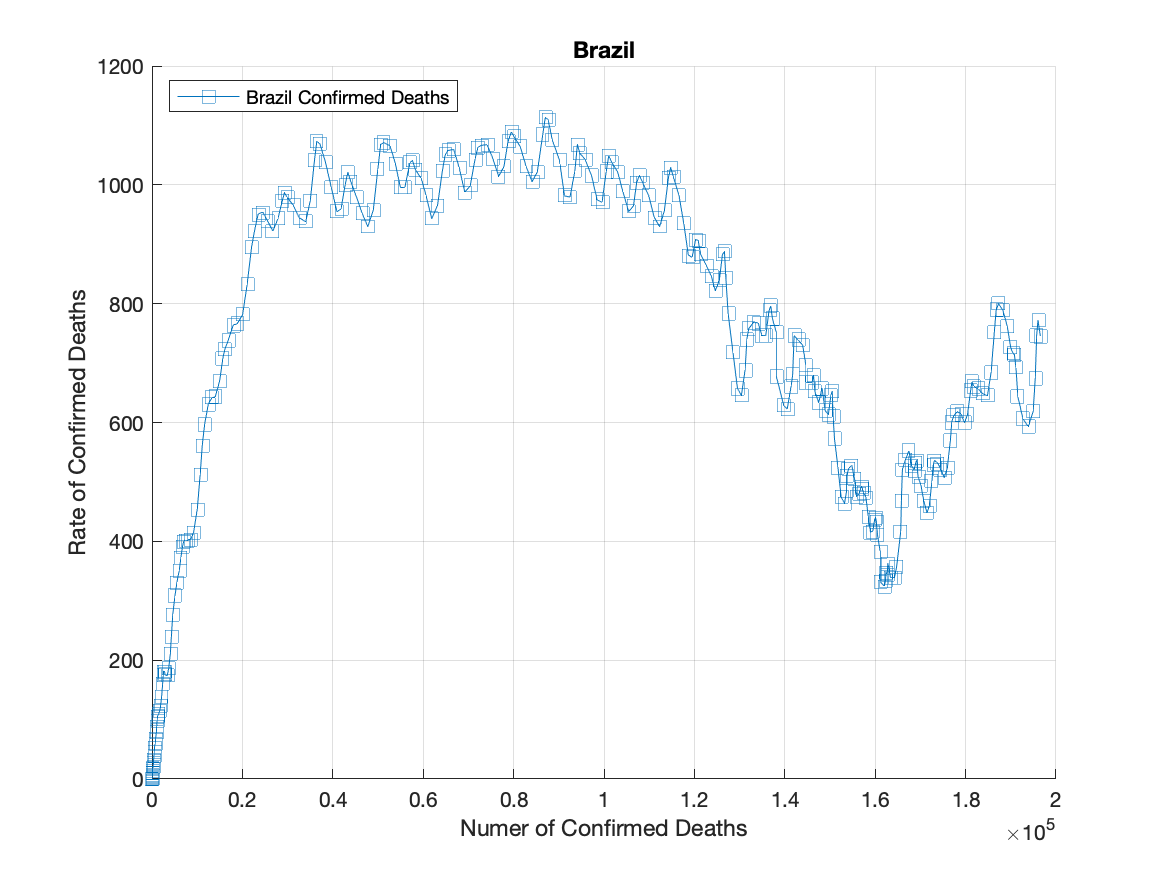 Brazil
Brazil Confirmed Deaths
Rate of Confirmed Deaths
1200
1000
800
600
400
200
0
0 0.2 0.4 0.6 0.8 1 1.2 1.4 1.6 1.8 2
×10⁵
Numer of Confirmed Deaths